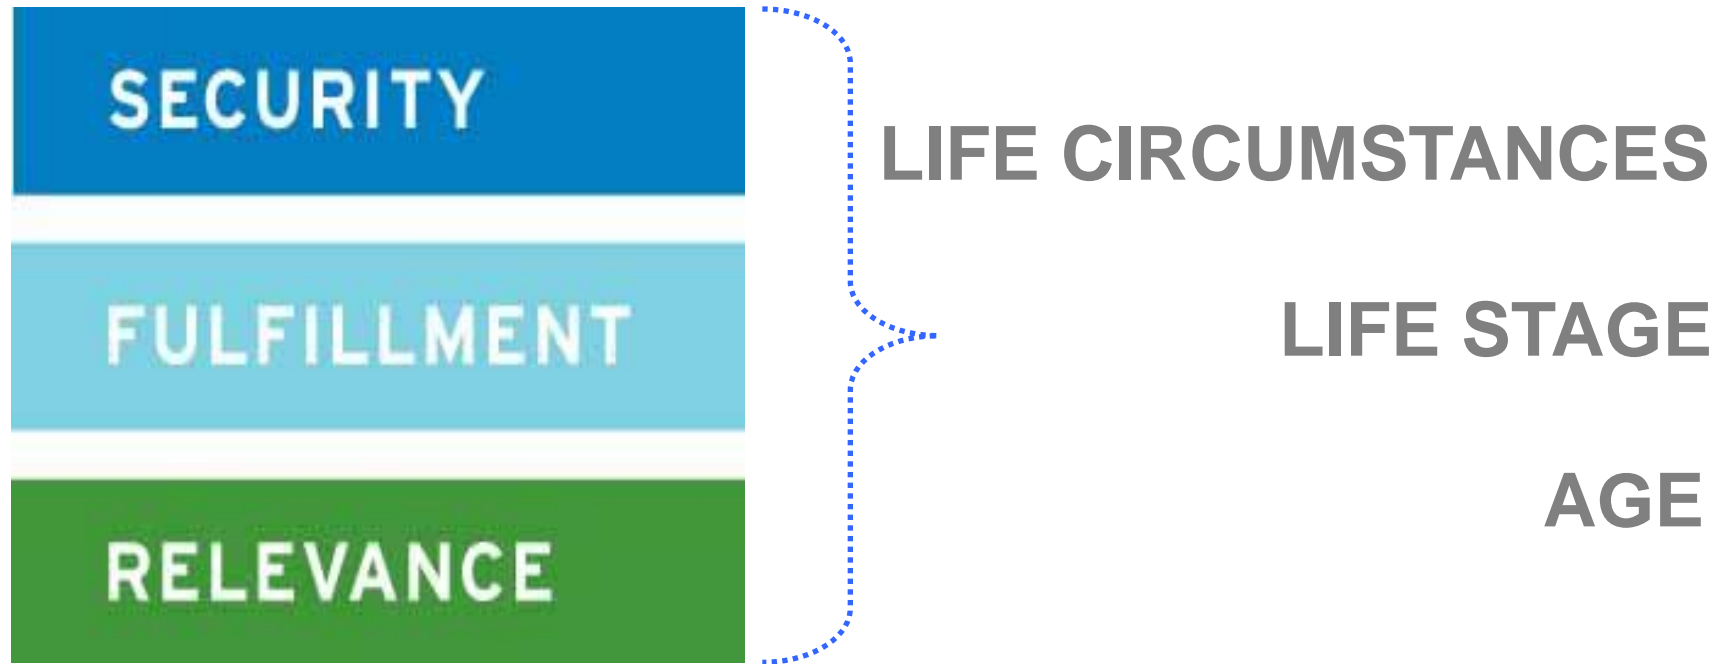 SECURITY
FULFILLMENT
RELEVANCE
LIFE CIRCUMSTANCES
LIFE STAGE
AGE